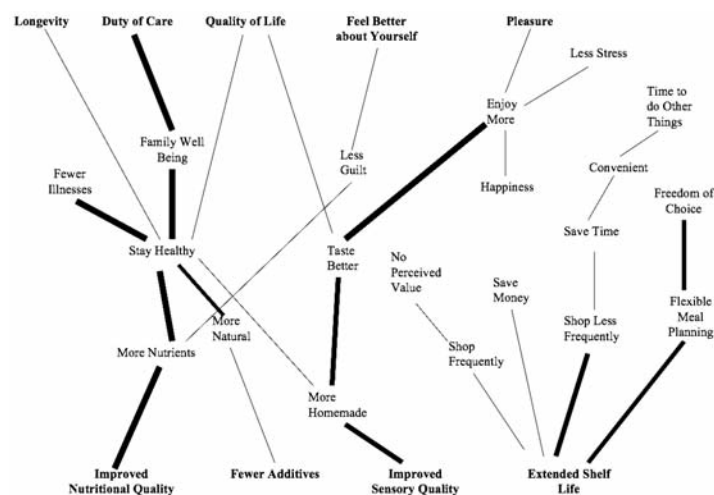 Longevity
Duty of Care
Quality of Life
Feel Better
about Yourself
Pleasure
Less Stress
Time to
do Other
Things
Enjoy
More
Family Well
Being
Less
Guilt
Convenient
Fewer
Illnesses
Happiness
Freedom of
Choice
Save Time
Stay Healthy
Taste
Better
No
Perceived
Value
Save
Money
Flexible
Meal
Planning
More
Natural
Shop Less
Frequently
More Nutrients
Shop
Frequently
More
Homemade
Improved
Nutritional Quality
Fewer Additives
Improved
Sensory Quality
Extended Shelf
Life